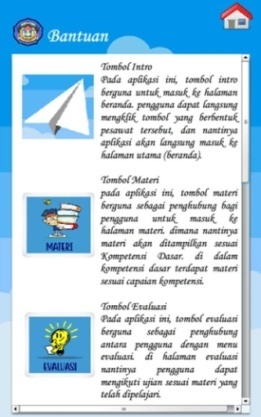 Bantuan
Tombol Intro
Pada aplikasi ini, tombol intro
berguna untuk masuk ke halaman
beranda. pengguna dapat langsung
mengklik tombol yang berbentuk
pesawat tersebut, dan nantinya
aplikasi akan langsung masuk ke
halaman utama (beranda).
Tombol Materi
pada aplikasi ini, tombol materi
berguna sebagai penghubung bagi
pengguna untuk masuk ke
halaman materi. dimana nantinya
materi akan ditampilkan sesuai
Kompetensi Dasar. di dalam
kompetensi dasar terdapat materi
sesuai capaian kompetensi.
MATERI
Tombol Evaluasi
Pada aplikasi ini, tombol evaluasi
berguna sebagai penghubung
antara pengguna dengan menu
evaluasi. di halaman evaluasi
nantinya pengguna dapat
mengikuti ujian sesuai materi yang
telah dipelajari.
EVALUASI